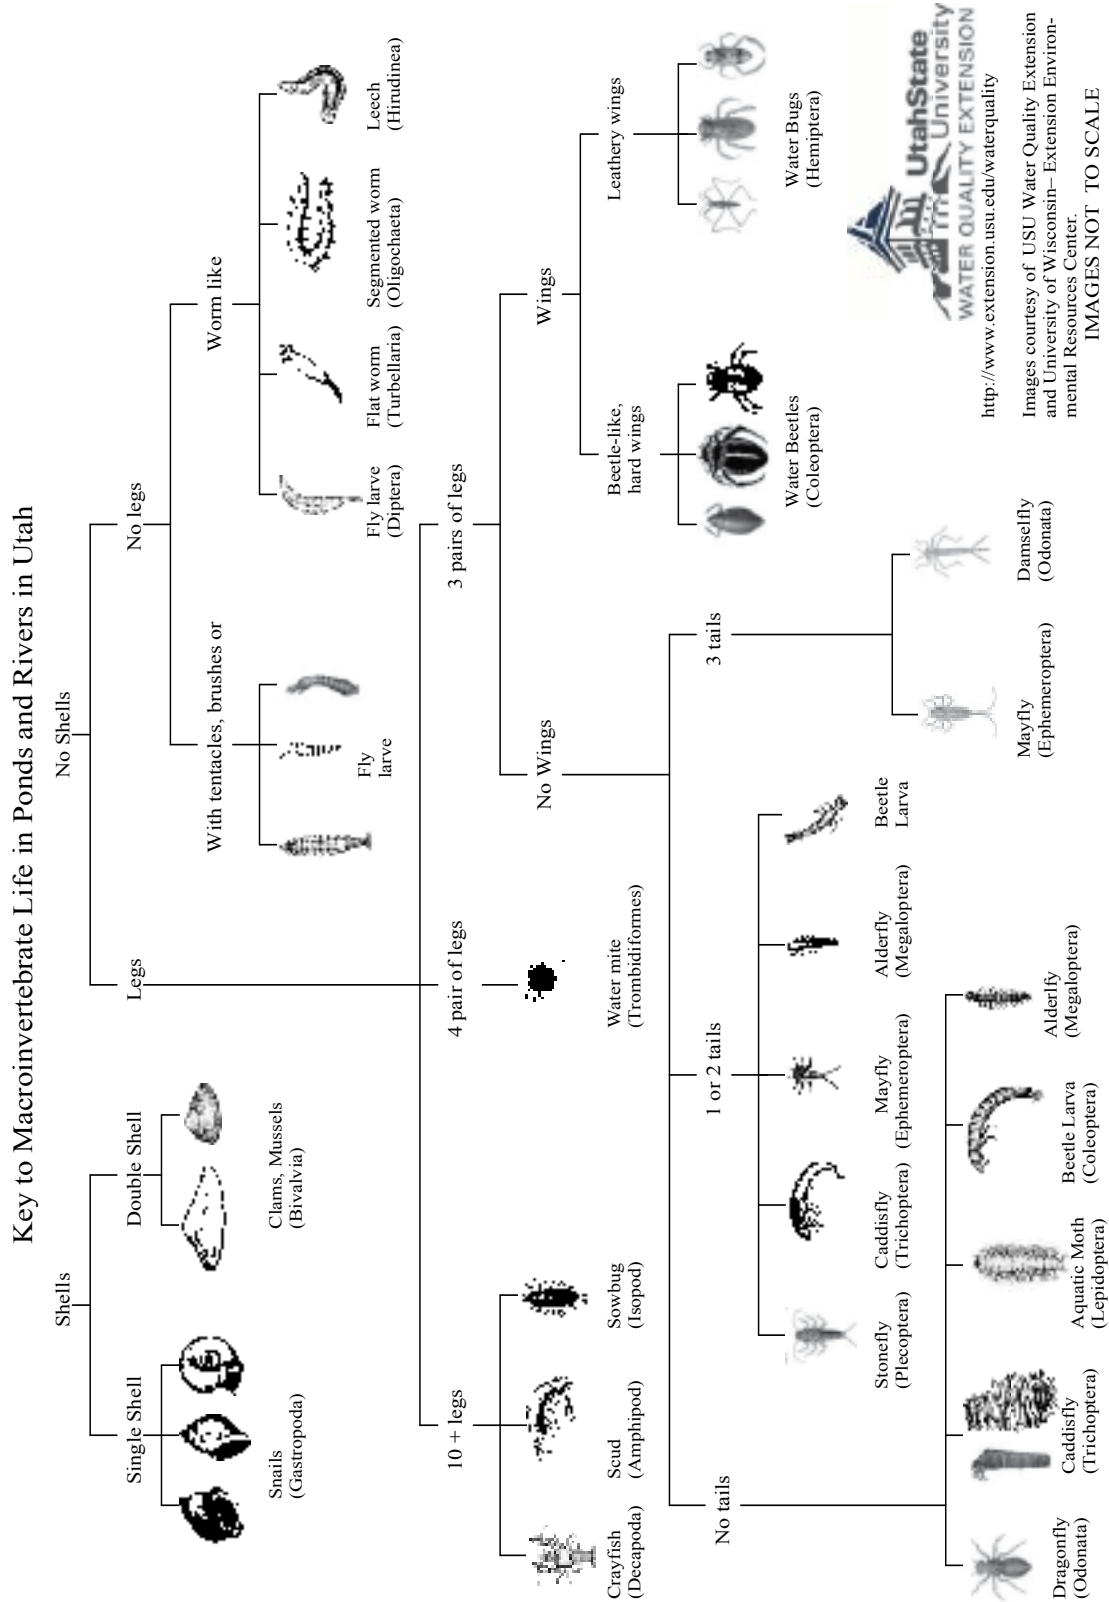 Key to Macroinvertebrate Life in Ponds and Rivers in Utah
Shells
No Shells
Single Shell
Double Shell
Legs
No legs
Snails
(Gastropoda)
Clams, Mussels
(Bivalvia)
With tentacles, brushes or
Worm like
Fly
larve
Fly larve
(Diptera)
Flat worm
(Turbellaria)
Segmented worm
(Oligochaeta)
Leech
(Hirudinea)
10 + legs
4 pair of legs
3 pairs of legs
Crayfish
(Decapoda)
Scud
(Amphipod)
Sowbug
(Isopod)
Water mite
(Trombidiformes)
No Wings
Wings
Beetle-like,
hard wings
Leathery wings
Water Beetles
(Coleoptera)
Water Bugs
(Hemiptera)
No tails
1 or 2 tails
3 tails
Stonefly
(Plecoptera)
Caddisfly
(Trichoptera)
Mayfly
(Ephemeroptera)
Alderfly
(Megaloptera)
Beetle
Larva
Mayfly
(Ephemeroptera)
Damselfly
(Odonata)
Dragonfly
(Odonata)
Caddisfly
(Trichoptera)
Aquatic Moth
(Lepidoptera)
Beetle Larva
(Coleoptera)
Alderlfy
(Megaloptera)
UtahState
University
WATER QUALITY EXTENSION
http://www.extension.usu.edu/waterquality
Images courtesy of USU Water Quality Extension
and University of Wisconsin– Extension Environ-
mental Resources Center.
IMAGES NOT TO SCALE